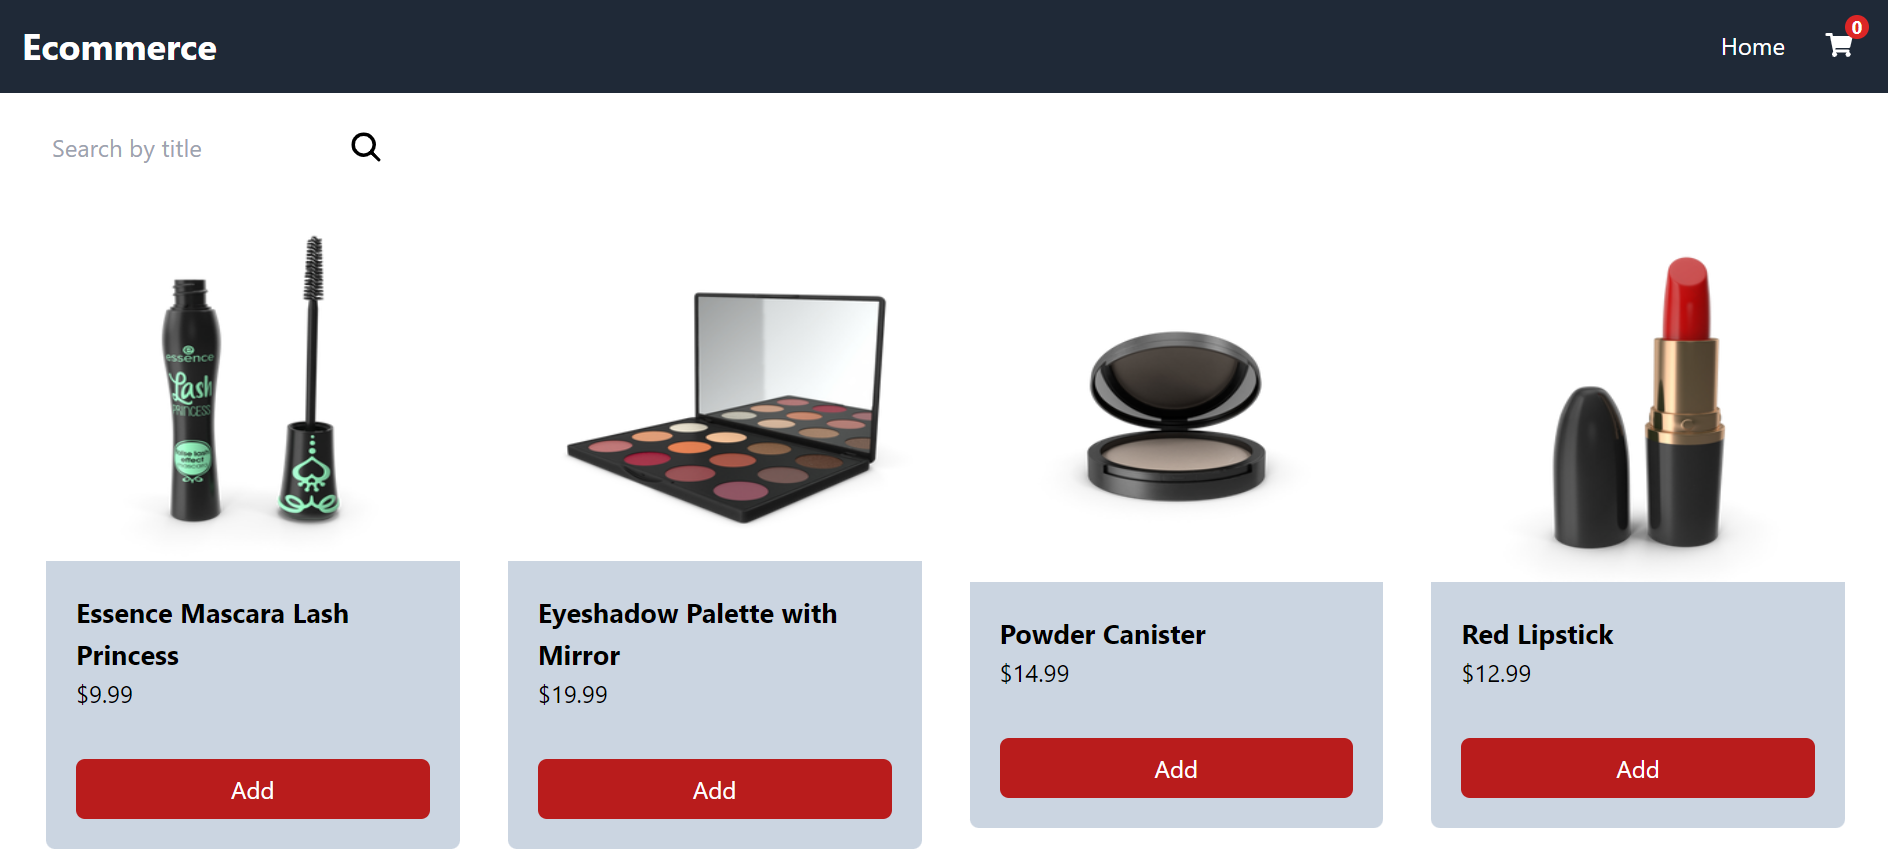 Ecommerce
Home
0
Search by title
essence
Lash
PRINCESS
false lash
effect
mascara
Essence Mascara Lash
Princess
$9.99
Add
Eyeshadow Palette with
Mirror
$19.99
Add
Powder Canister
$14.99
Add
Red Lipstick
$12.99
Add